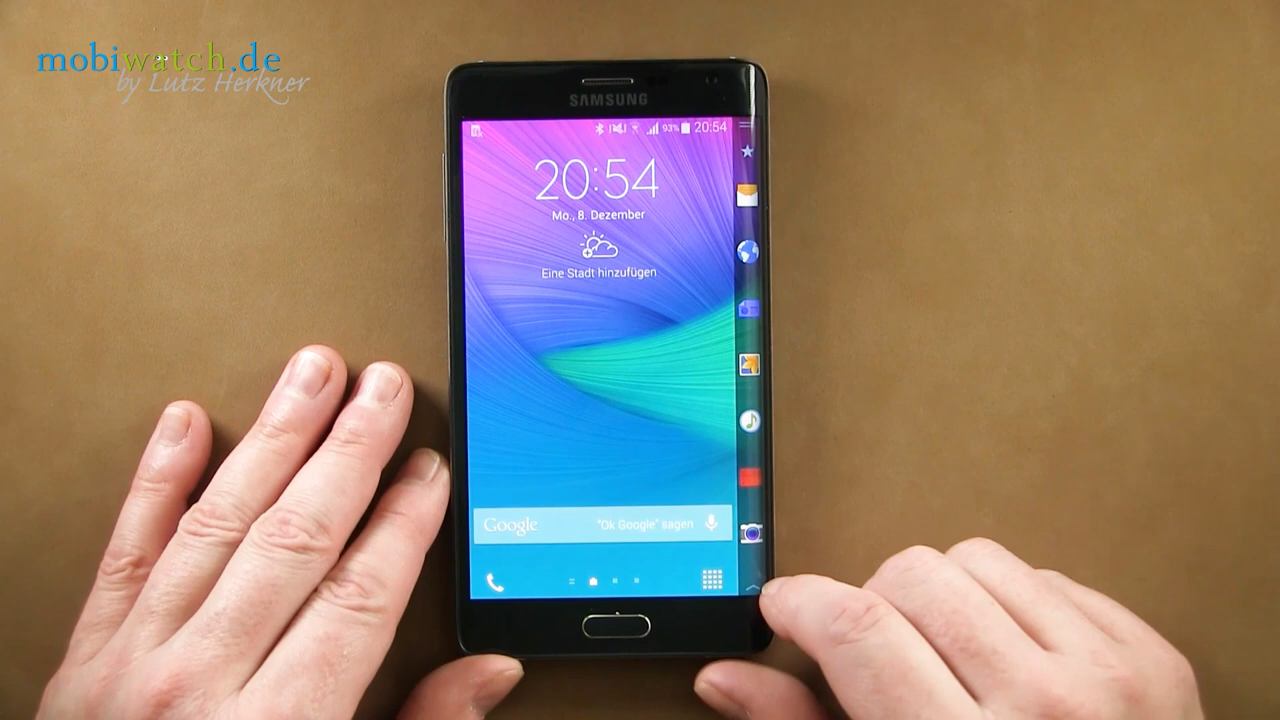 mobiwatch.de
by Lutz Herkner
SAMSUNG
93% 20:54
20:54
Mo., 8. Dezember
Eine Stadt hinzufügen
Google "Ok Google" sagen